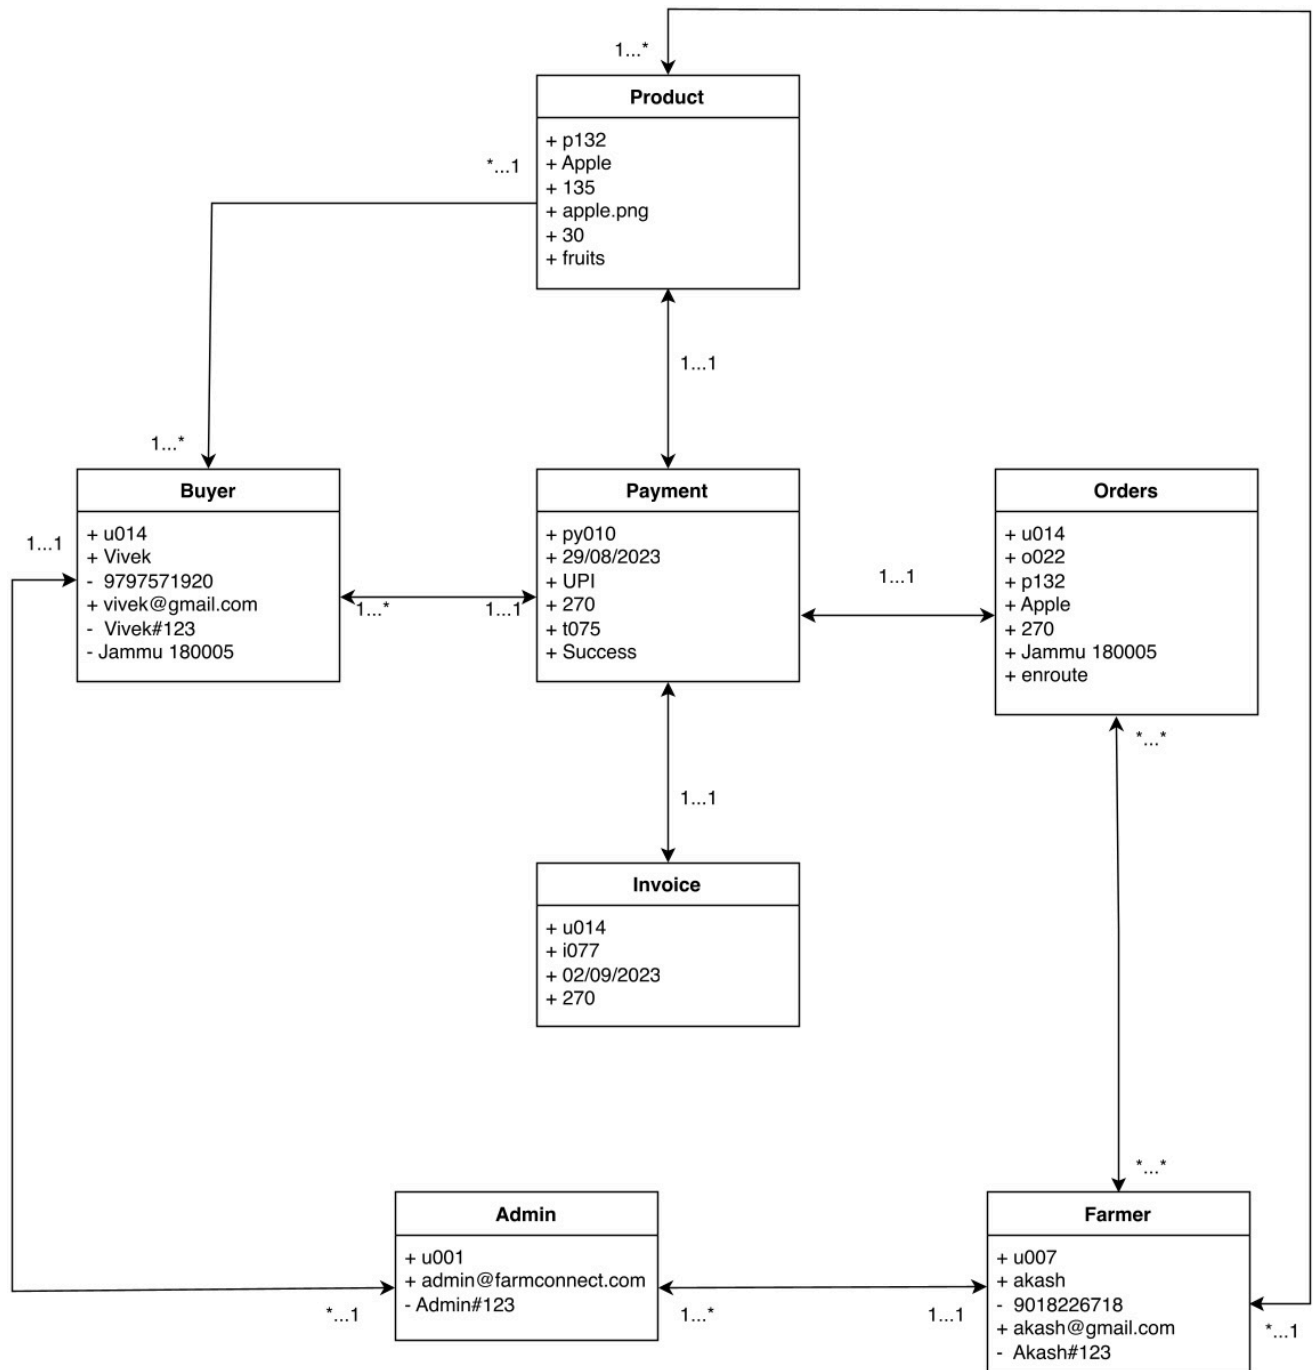 1...*
Product
+ p132
+ Apple
+ 135
+ apple.png
+ 30
+ fruits
*...1
1...1
1...*
Buyer
+ u014
+ Vivek
- 9797571920
+ vivek@gmail.com
- Vivek#123
- Jammu 180005
1...1
1...*
1...1
Payment
+ py010
+ 29/08/2023
+ UPI
+ 270
+ t075
+ Success
1...1
Orders
+ u014
+ o022
+ p132
+ Apple
+ 270
+ Jammu 180005
+ enroute
*...*
1...1
Invoice
+ u014
+ i077
+ 02/09/2023
+ 270
*...*
Admin
+ u001
+ admin@farmconnect.com
- Admin#123
*...1
1...*
1...1
Farmer
+ u007
+ akash
- 9018226718
+ akash@gmail.com
- Akash#123
*...1